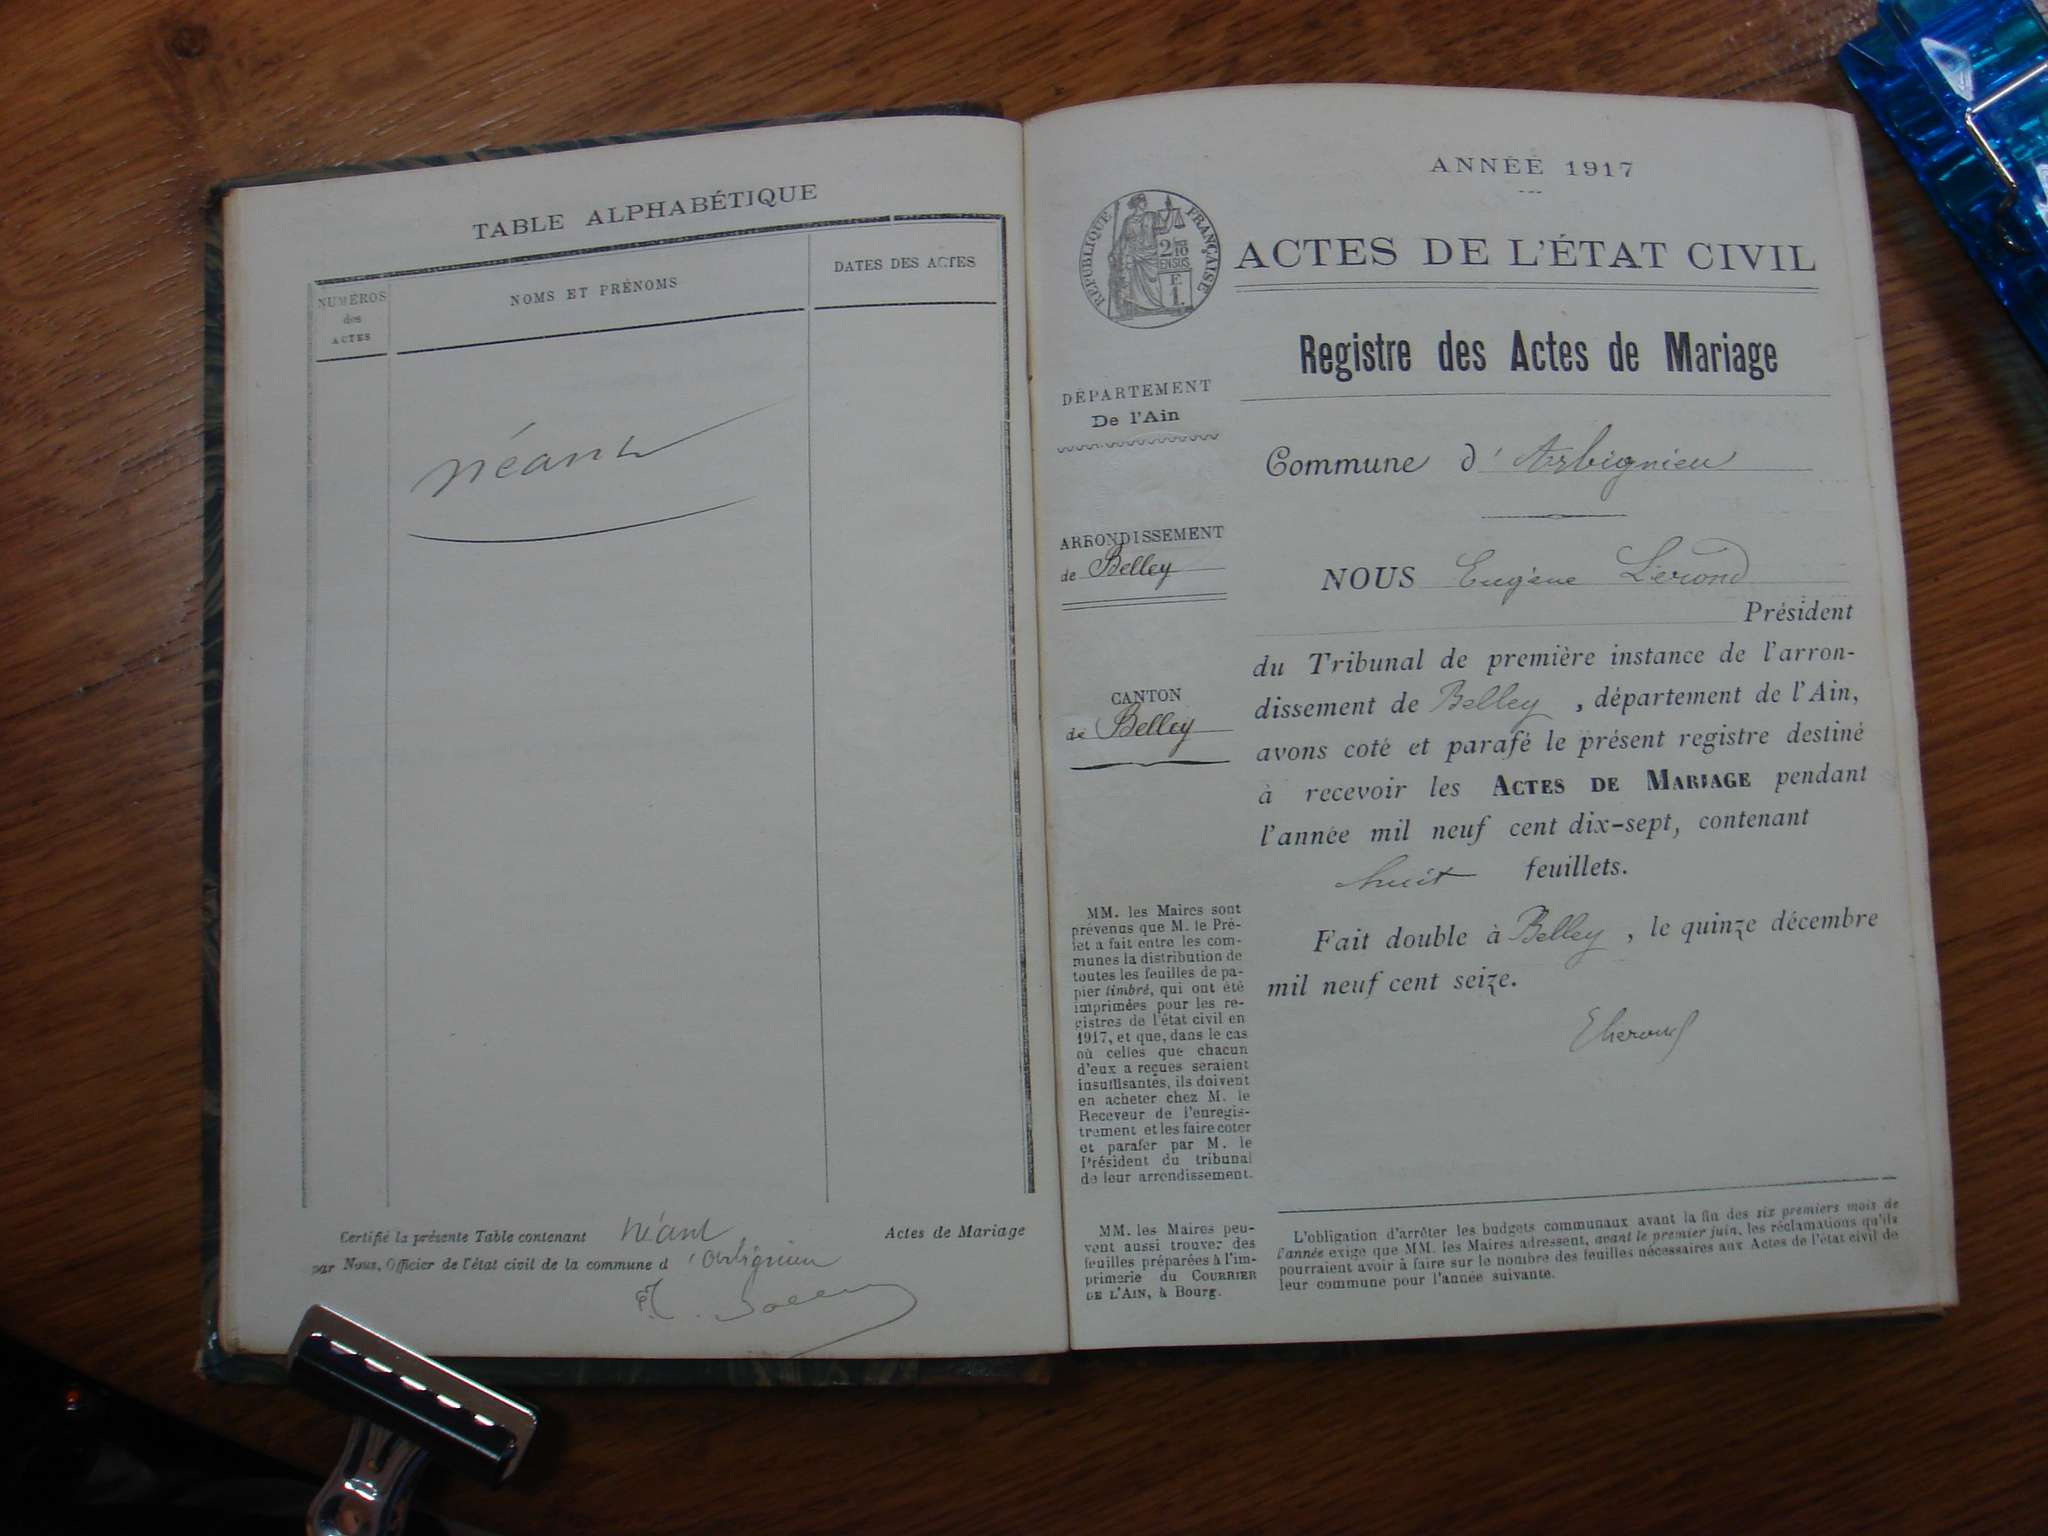 TABLE ALPHABÉTIQUE
NUMÉROS
des
ACTES
NOMS ET PRÉNOMS
DATES DES ACTES
Néant
Certifié la présente Table contenant néant Actes de Mariage
par Nous, Officier de l'état civil de la commune d'Arbignieu
ANNÉE 1917
RÉPUBLIQUE FRANÇAISE
ACTES DE L'ÉTAT CIVIL
Registre des Actes de Mariage
DÉPARTEMENT
De l'Ain
ARRONDISSEMENT
de Belley
CANTON
de Belley
MM. les Maires sont
prévenus que M. le Pré-
fet a fait entre les com-
munes la distribution de
toutes les feuilles de pa-
pier timbré, qui ont été
imprimées pour les re-
gistres de l'état civil en
1917, et que, dans le cas
où celles que chacun
d'eux a reçues seraient
insuffisantes, ils doivent
en acheter chez M. le
Receveur de l'enregis-
trement et les faire coter
et parafer par M. le
Président du tribunal
de leur arrondissement.
MM. les Maires peu-
vent aussi trouver des
feuilles préparées à l'im-
primerie du COURRIER
DE L'AIN, à Bourg.
Commune d'Arbignieu
NOUS Eugène
Président
du Tribunal de première instance de l'arron-
dissement de Belley, département de l'Ain,
avons coté et parafé le présent registre destiné
à recevoir les ACTES DE MARIAGE pendant
l'année mil neuf cent dix-sept, contenant
huit feuillets.
Fait double à Belley, le quinze décembre
mil neuf cent seize.
L'obligation d'arrêter les budgets communaux avant la fin des six premiers mois de
l'année exige que MM. les Maires adressent, avant le premier juin, les réclamations qu'ils
pourraient avoir à faire sur le nombre des feuilles nécessaires aux Actes de l'état civil de
leur commune pour l'année suivante.